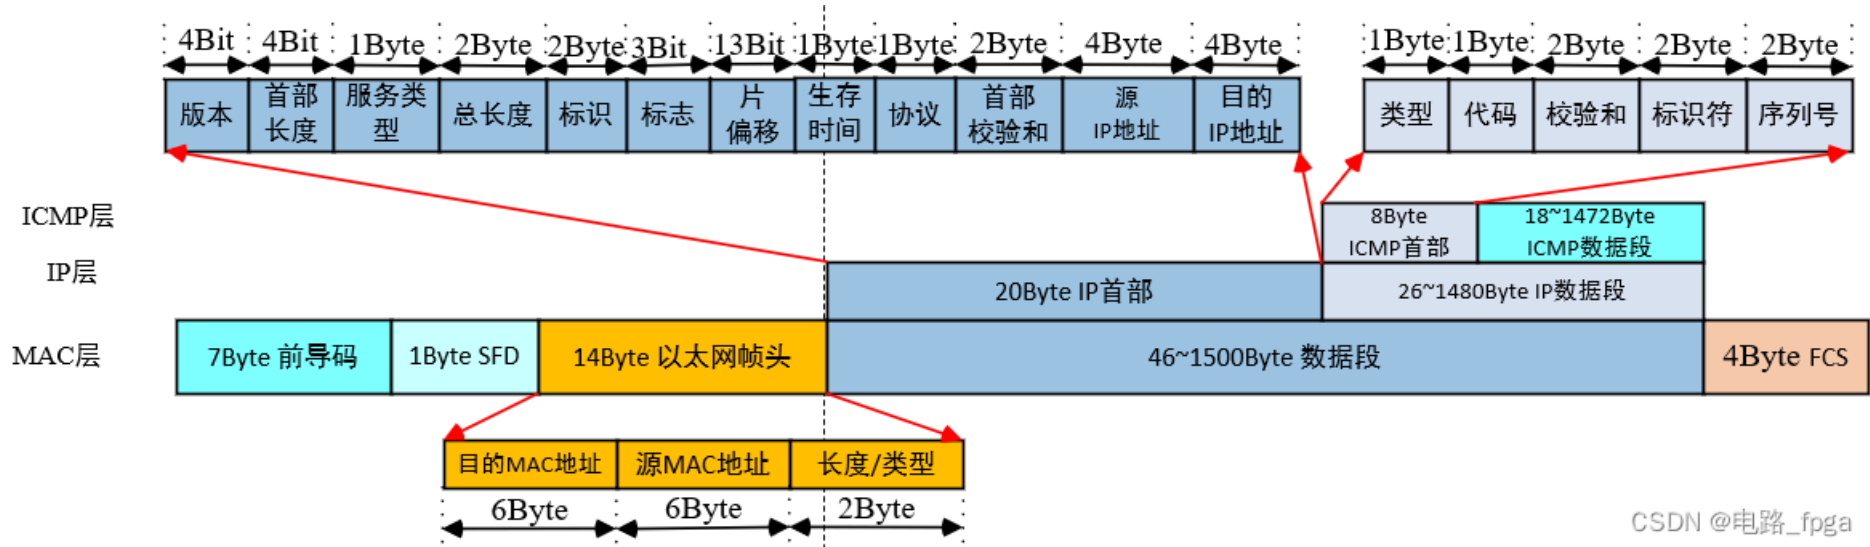 4Bit 4Bit 1Byte 2Byte 2Byte 3Bit 13Bit 1Byte 1Byte 2Byte 4Byte 4Byte 1Byte 1Byte 2Byte 2Byte 2Byte
版本
首部
长度
服务类
型
总长度
标识
标志
片
偏移
生存
时间
协议
首部
校验和
源
IP地址
目的
IP地址
类型
代码
校验和
标识符
序列号
ICMP层
8Byte
ICMP首部
18~1472Byte
ICMP数据段
IP层
20Byte IP首部
26~1480Byte IP数据段
MAC层
7Byte 前导码
1Byte SFD
14Byte 以太网帧头
46~1500Byte 数据段
4Byte FCS
目的MAC地址
源MAC地址
长度/类型
6Byte 6Byte 2Byte
CSDN @电路_fpga